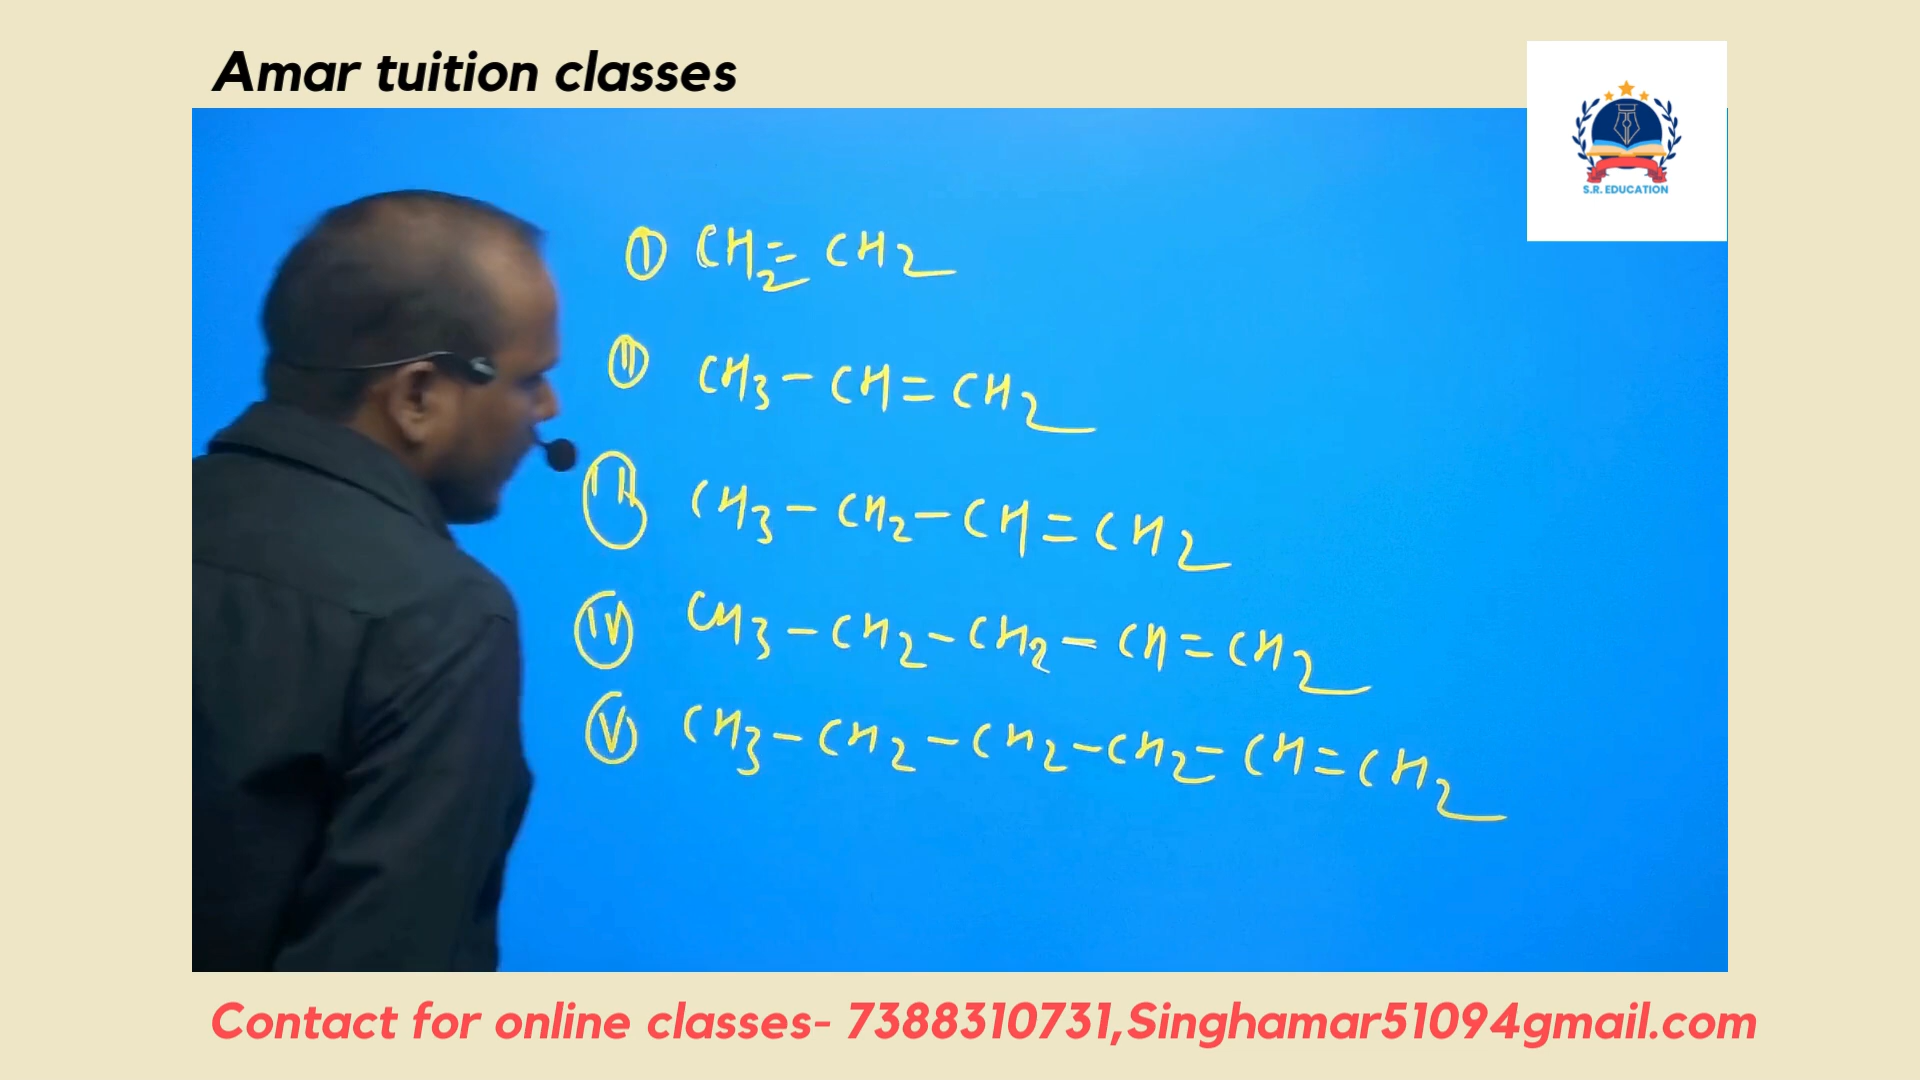 Amar tuition classes
S.R. EDUCATION
I CH2=CH2
II CH3-CH=CH2
III CH3-CH2-CH=CH2
IV CH3-CH2-CH2-CH=CH2
V CH3-CH2-CH2-CH2-CH=CH2
Contact for online classes- 7388310731,Singhamar51094gmail.com